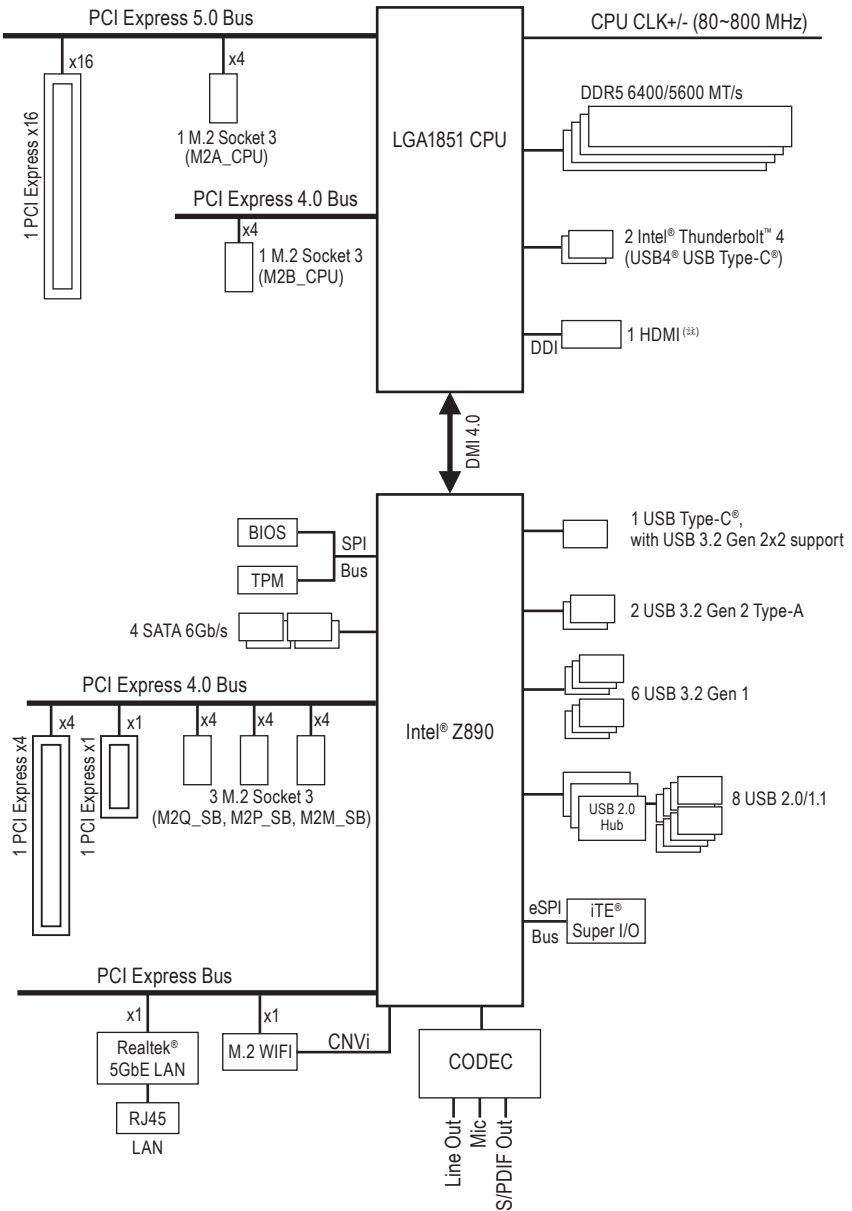 PCI Express 5.0 Bus
CPU CLK+/- (80~800 MHz)
x16
x4
1 PCI Express x16
1 M.2 Socket 3
(M2A_CPU)
LGA1851 CPU
DDR5 6400/5600 MT/s
PCI Express 4.0 Bus
x4
1 M.2 Socket 3
(M2B_CPU)
2 Intel® Thunderbolt™ 4
(USB4® USB Type-C®)
DDI
1 HDMI (註)
DMI 4.0
BIOS
TPM
SPI
Bus
1 USB Type-C®,
with USB 3.2 Gen 2x2 support
4 SATA 6Gb/s
2 USB 3.2 Gen 2 Type-A
PCI Express 4.0 Bus
6 USB 3.2 Gen 1
x4
x1
x4
x4
x4
Intel® Z890
1 PCI Express x4
1 PCI Express x1
3 M.2 Socket 3
(M2Q_SB, M2P_SB, M2M_SB)
USB 2.0
Hub
8 USB 2.0/1.1
eSPI
Bus
iTE®
Super I/O
PCI Express Bus
x1
x1
Realtek®
5GbE LAN
M.2 WIFI
CNVi
CODEC
RJ45
LAN
Line Out
Mic
S/PDIF Out